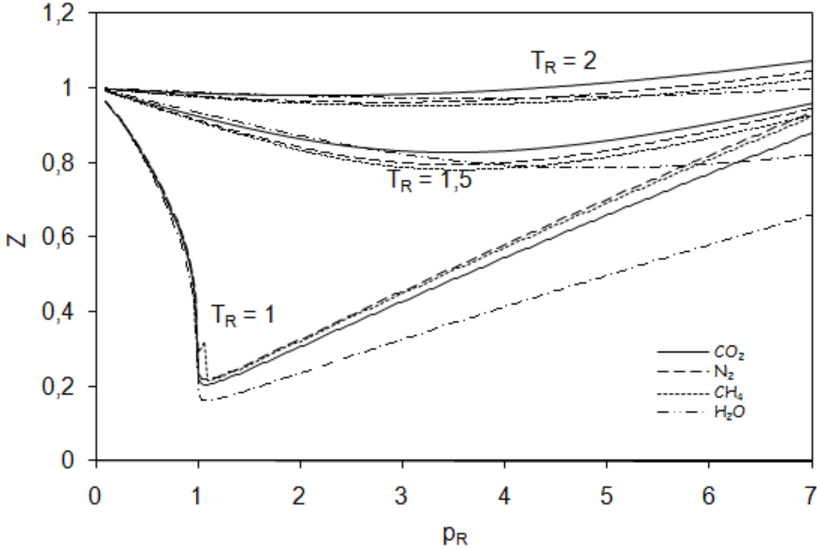 1,2
1
0,8
0,6
0,4
0,2
0
Z
T_R = 2
T_R = 1,5
T_R = 1
CO₂
N₂
CH₄
H₂O
0 1 2 3 4 5 6 7
p_R